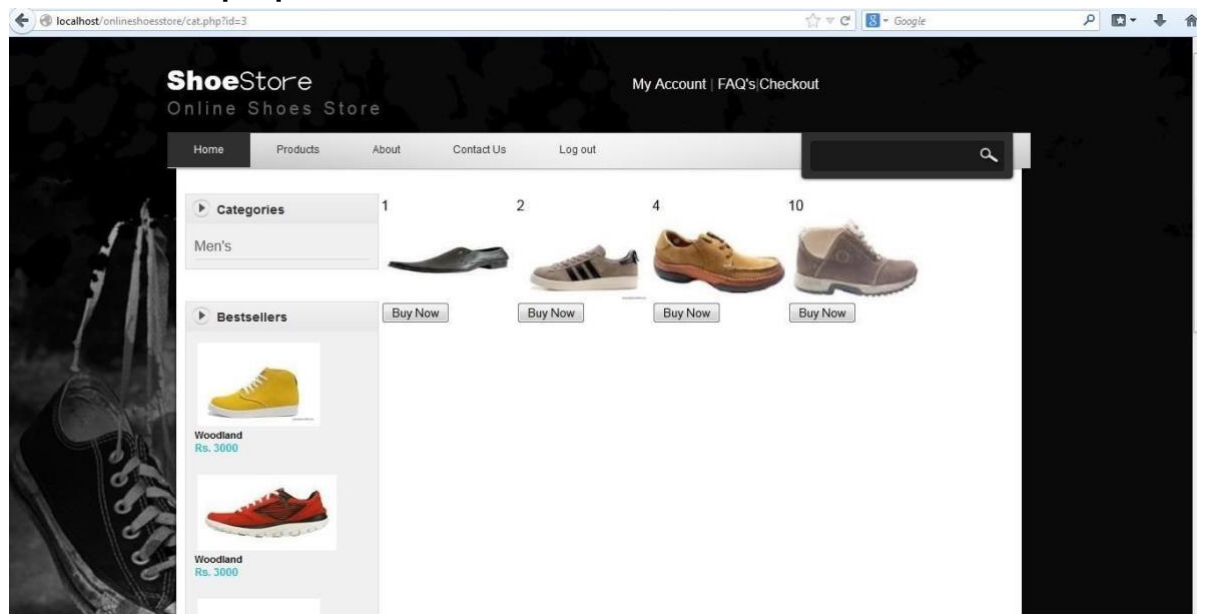 localhost/onlineshoesstore/cat.php?id=3
Google
ShoeStore
Online Shoes Store
My Account | FAQ's|Checkout
Home Products About Contact Us Log out
Categories
Men's
1 2 4 10
Buy Now Buy Now Buy Now Buy Now
Bestsellers
Woodland
Rs. 3000
Woodland
Rs. 3000